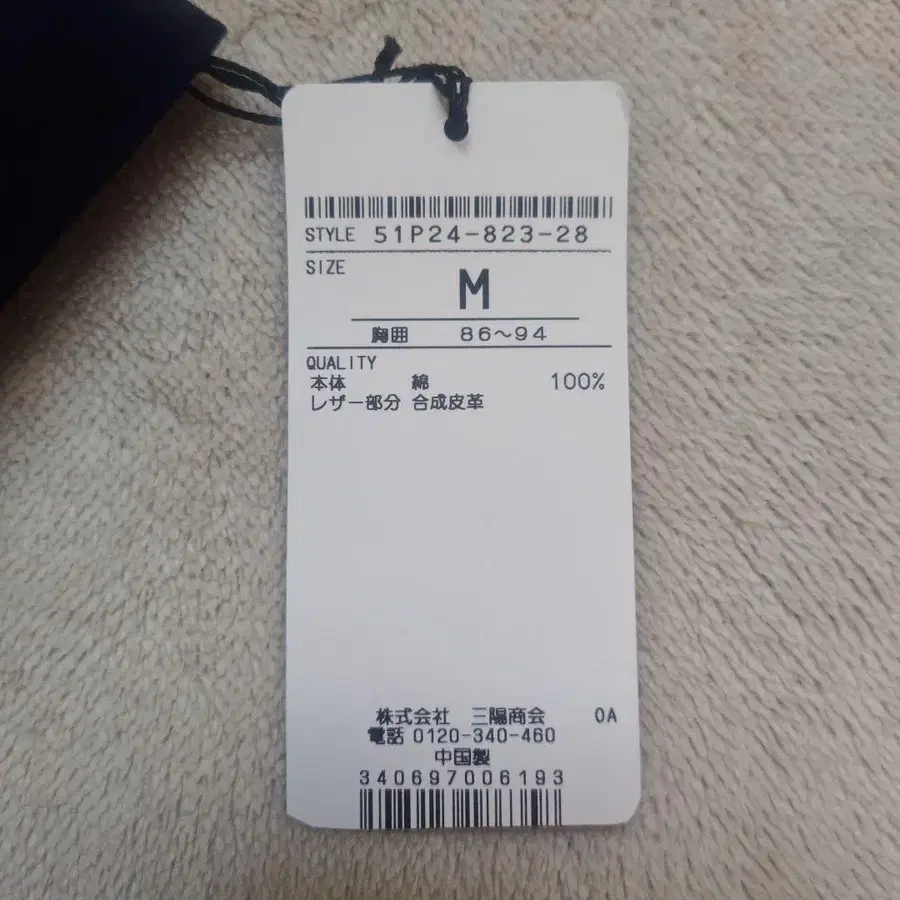 STYLE 51P24-823-28
SIZE
M
胸囲 86〜94
QUALITY
本体 綿 100%
レザー部分 合成皮革
株式会社 三陽商会 0A
電話 0120-340-460
中国製
340697006193